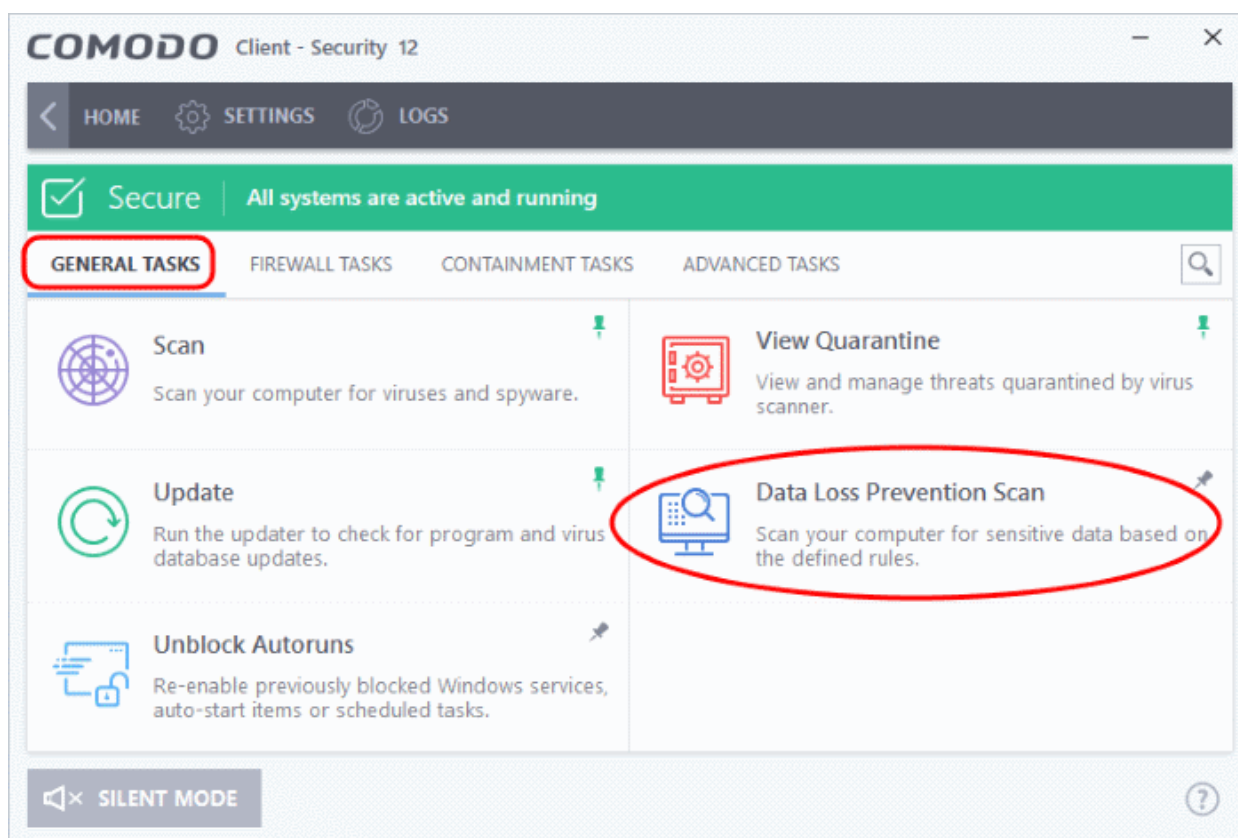 COMODO Client - Security 12
HOME SETTINGS LOGS
Secure All systems are active and running
GENERAL TASKS FIREWALL TASKS CONTAINMENT TASKS ADVANCED TASKS
Scan
Scan your computer for viruses and spyware.
View Quarantine
View and manage threats quarantined by virus
scanner.
Update
Run the updater to check for program and virus
database updates.
Data Loss Prevention Scan
Scan your computer for sensitive data based on
the defined rules.
Unblock Autoruns
Re-enable previously blocked Windows services,
auto-start items or scheduled tasks.
SILENT MODE
?